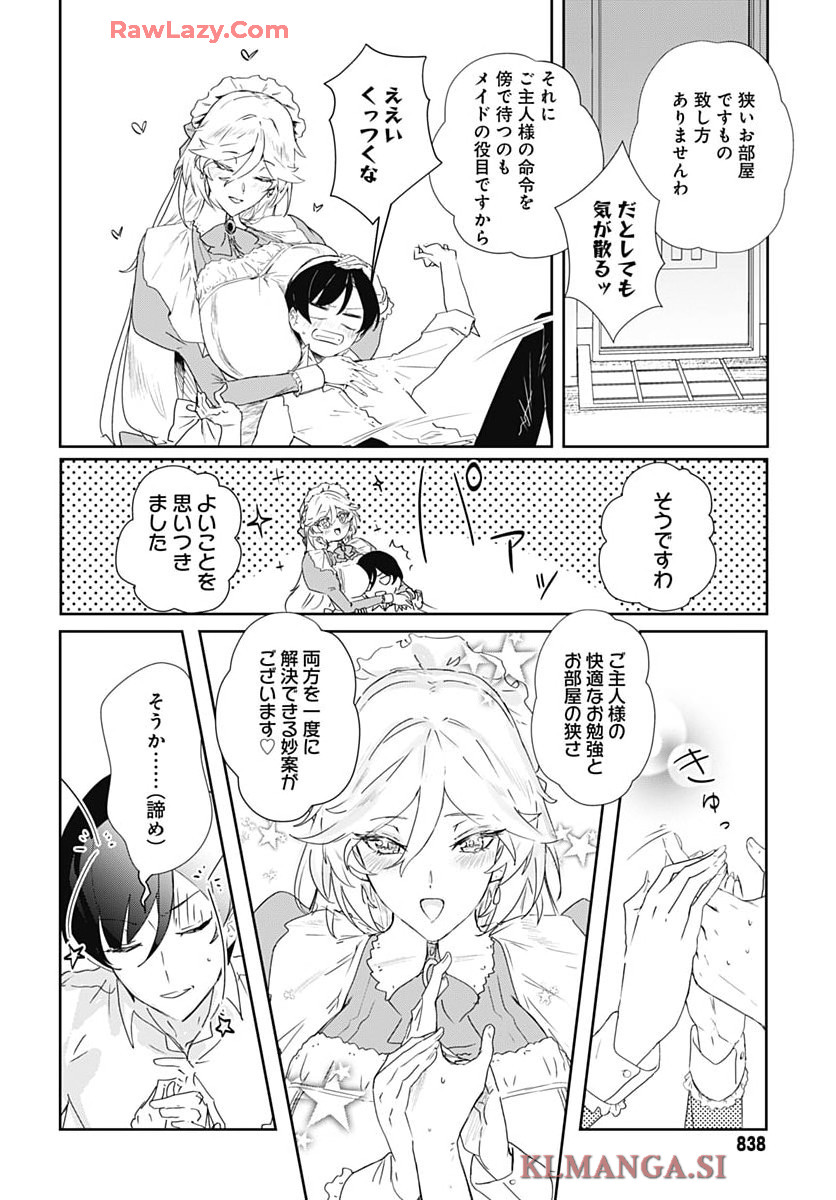 RawLazy.Com
狭いお部屋
ですもの
致し方
ありませんわ
だとしても
気が散るッ
それに
ご主人様の命令を
傍で待つのも
メイドの役目ですから
ええい
くっつくな
そうですわ
パァ
よいことを
思いつき
ました
きゅっ
ご主人様の
快適なお勉強と
お部屋の狭さ
両方を一度に
解決できる妙案が
ございます♡
そうか……(諦め)
838
KLMANGA.SI